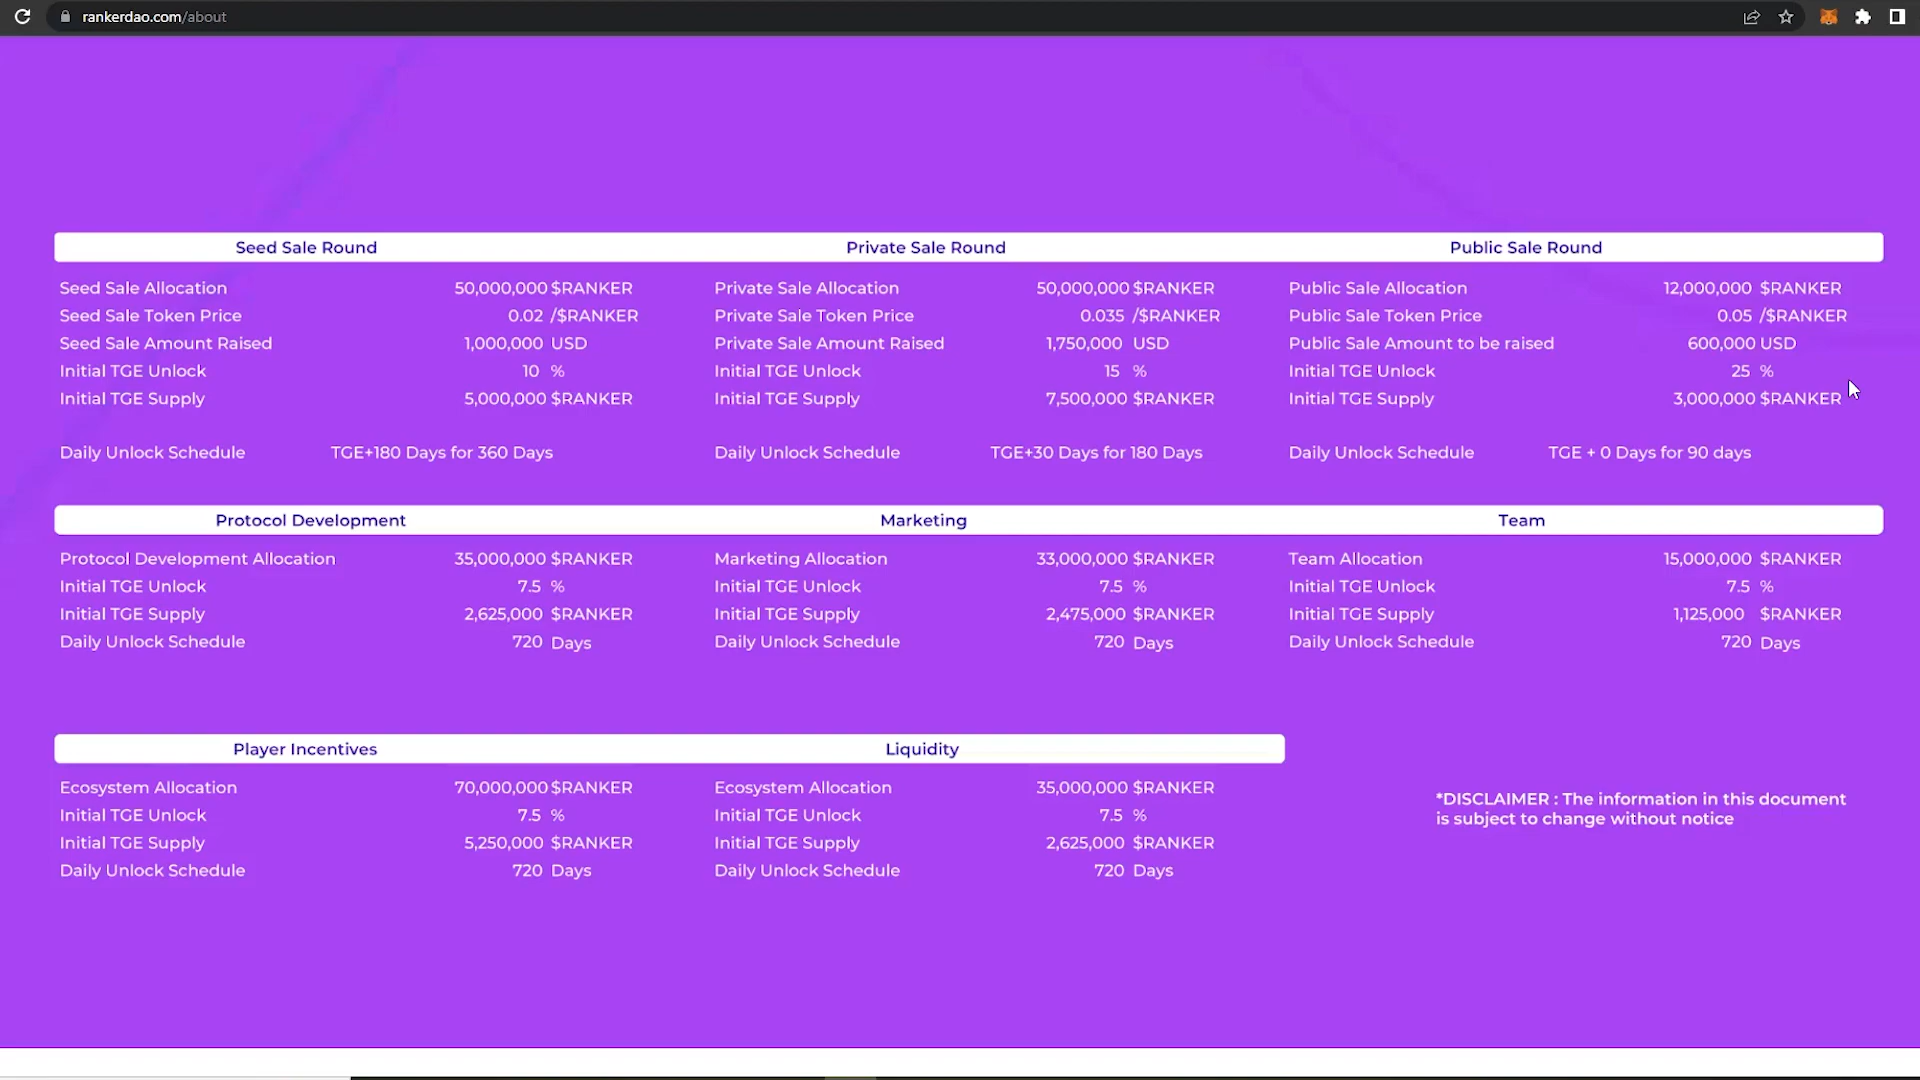 rankerdao.com/about
Seed Sale Round Private Sale Round Public Sale Round
Seed Sale Allocation 50,000,000 $RANKER Private Sale Allocation 50,000,000 $RANKER Public Sale Allocation 12,000,000 $RANKER
Seed Sale Token Price 0.02 /$RANKER Private Sale Token Price 0.035 /$RANKER Public Sale Token Price 0.05 /$RANKER
Seed Sale Amount Raised 1,000,000 USD Private Sale Amount Raised 1,750,000 USD Public Sale Amount to be raised 600,000 USD
Initial TGE Unlock 10 % Initial TGE Unlock 15 % Initial TGE Unlock 25 %
Initial TGE Supply 5,000,000 $RANKER Initial TGE Supply 7,500,000 $RANKER Initial TGE Supply 3,000,000 $RANKER
Daily Unlock Schedule TGE+180 Days for 360 Days Daily Unlock Schedule TGE+30 Days for 180 Days Daily Unlock Schedule TGE + 0 Days for 90 days
Protocol Development Marketing Team
Protocol Development Allocation 35,000,000 $RANKER Marketing Allocation 33,000,000 $RANKER Team Allocation 15,000,000 $RANKER
Initial TGE Unlock 7.5 % Initial TGE Unlock 7.5 % Initial TGE Unlock 7.5 %
Initial TGE Supply 2,625,000 $RANKER Initial TGE Supply 2,475,000 $RANKER Initial TGE Supply 1,125,000 $RANKER
Daily Unlock Schedule 720 Days Daily Unlock Schedule 720 Days Daily Unlock Schedule 720 Days
Player Incentives Liquidity
Ecosystem Allocation 70,000,000 $RANKER Ecosystem Allocation 35,000,000 $RANKER
Initial TGE Unlock 7.5 % Initial TGE Unlock 7.5 %
Initial TGE Supply 5,250,000 $RANKER Initial TGE Supply 2,625,000 $RANKER
Daily Unlock Schedule 720 Days Daily Unlock Schedule 720 Days
*DISCLAIMER : The information in this document
is subject to change without notice